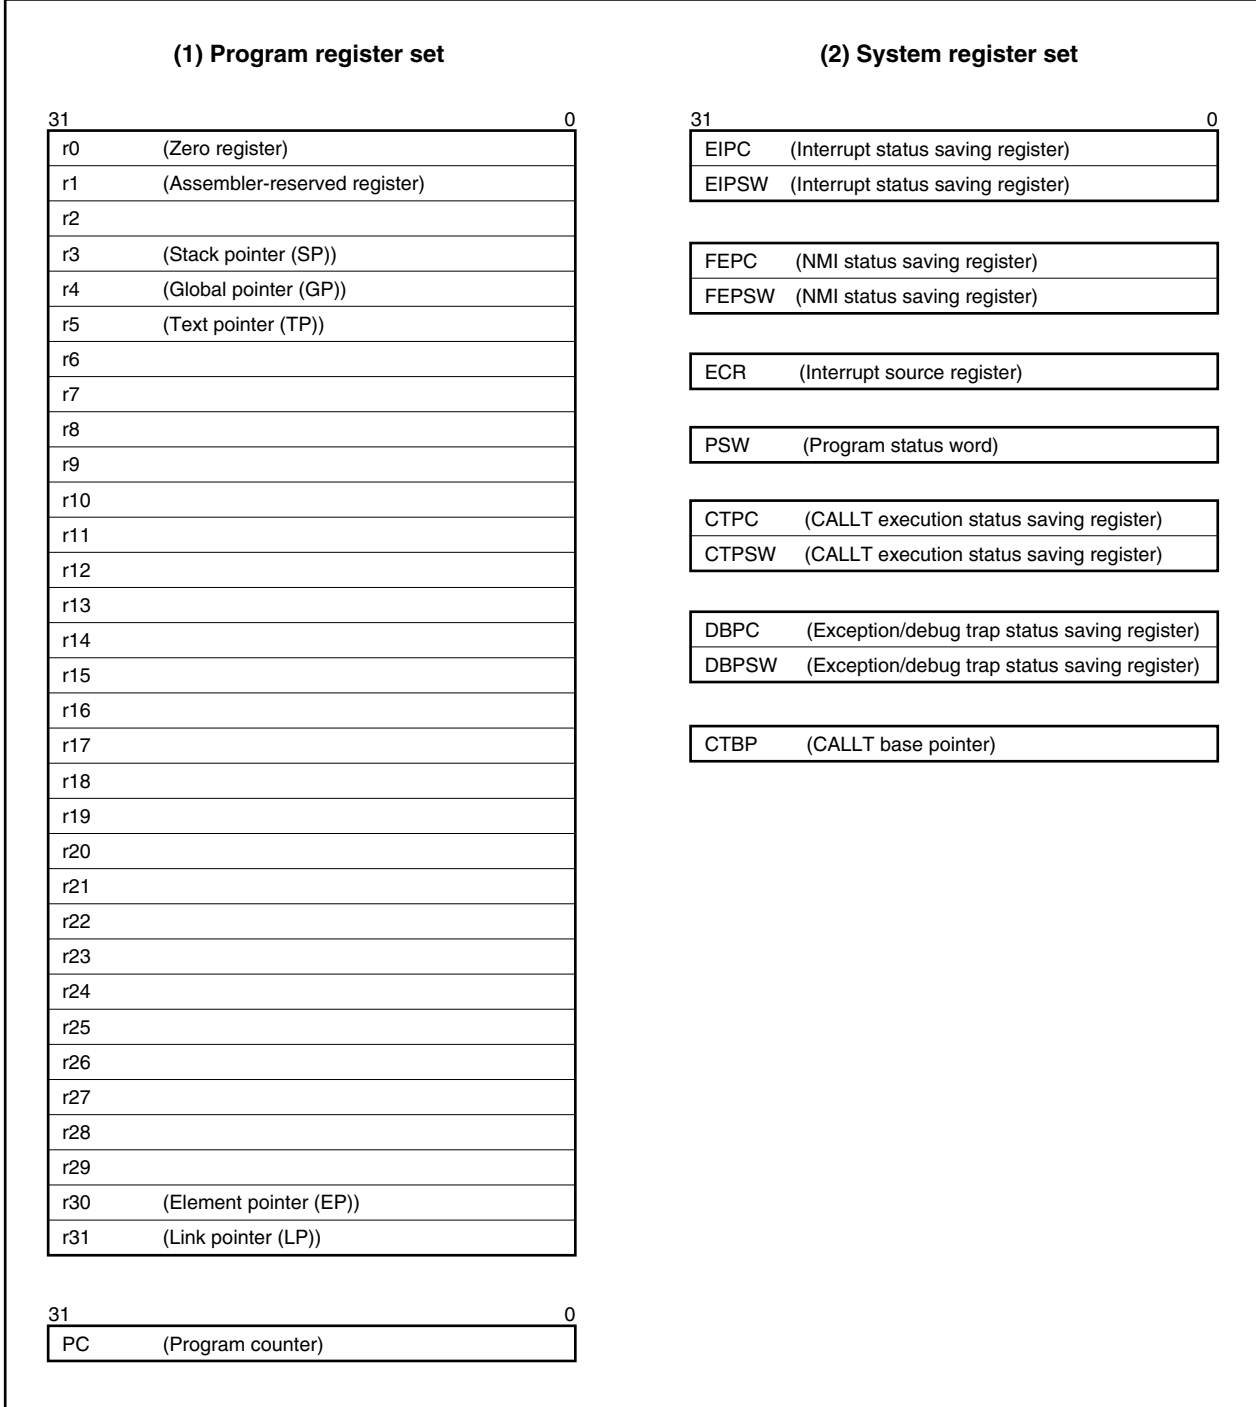 (1) Program register set
31 0
r0 (Zero register)
r1 (Assembler-reserved register)
r2
r3 (Stack pointer (SP))
r4 (Global pointer (GP))
r5 (Text pointer (TP))
r6
r7
r8
r9
r10
r11
r12
r13
r14
r15
r16
r17
r18
r19
r20
r21
r22
r23
r24
r25
r26
r27
r28
r29
r30 (Element pointer (EP))
r31 (Link pointer (LP))
31 0
PC (Program counter)
(2) System register set
31 0
EIPC (Interrupt status saving register)
EIPSW (Interrupt status saving register)
FEPC (NMI status saving register)
FEPSW (NMI status saving register)
ECR (Interrupt source register)
PSW (Program status word)
CTPC (CALLT execution status saving register)
CTPSW (CALLT execution status saving register)
DBPC (Exception/debug trap status saving register)
DBPSW (Exception/debug trap status saving register)
CTBP (CALLT base pointer)